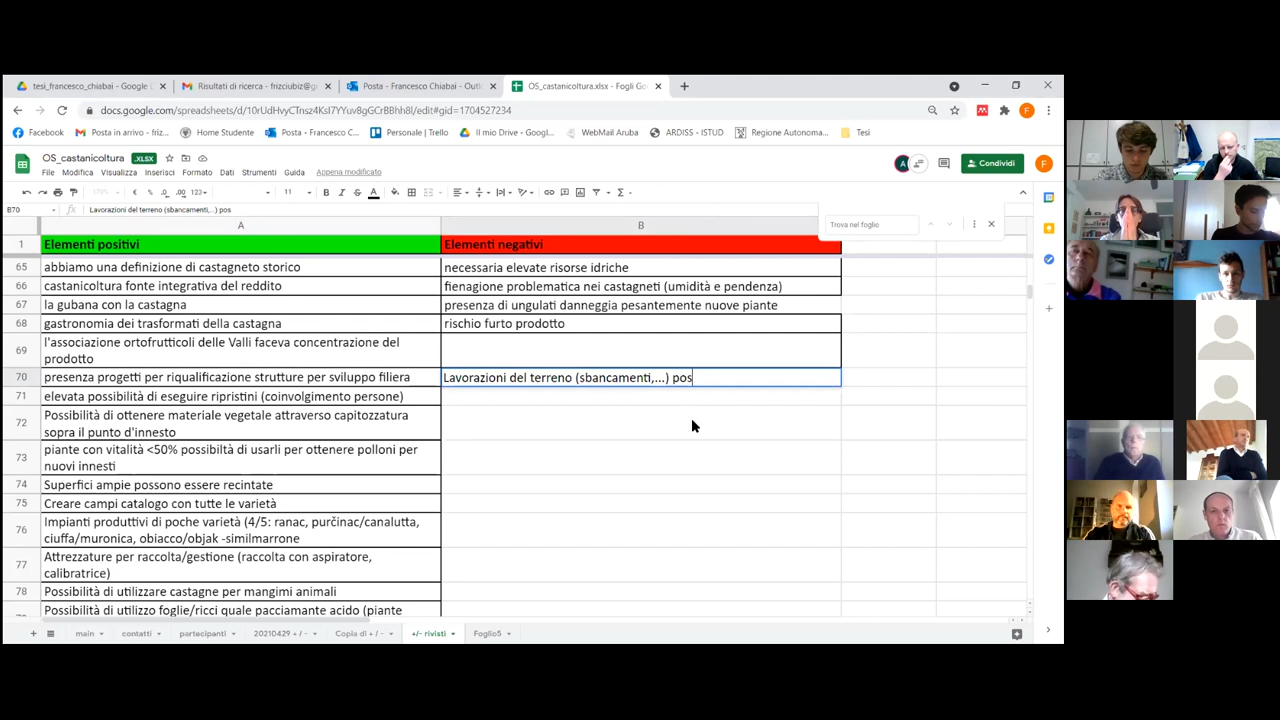 tesi_francesco_chiabai - Google D
Risultati di ricerca - frizciubiz@g
Posta - Francesco Chiabai - Outl
OS_castanicoltura.xlsx - Fogli Go
docs.google.com/spreadsheets/d/10rUdHvyCTnsz4KsI7YYuv8gGCrBBhh8l/edit#gid=1704527234
Facebook
Posta in arrivo - friz...
Home Studente
Posta - Francesco C...
Personale | Trello
Il mio Drive - Googl...
WebMail Aruba
ARDISS - ISTUD
Regione Autonoma...
Tesi
OS_castanicoltura .XLSX
File Modifica Visualizza Inserisci Formato Dati Strumenti Guida Appena modificato
A
Condividi
F
170% € % .0 .00 123 11 B I S A
B70 fx Lavorazioni del terreno (sbancamenti,...) pos
Trova nel foglio
A B
1 Elementi positivi Elementi negativi
65 abbiamo una definizione di castagneto storico necessaria elevate risorse idriche
66 castanicoltura fonte integrativa del reddito fienagione problematica nei castagneti (umidità e pendenza)
67 la gubana con la castagna presenza di ungulati danneggia pesantemente nuove piante
68 gastronomia dei trasformati della castagna rischio furto prodotto
69 l'associazione ortofrutticoli delle Valli faceva concentrazione del
prodotto
70 presenza progetti per riqualificazione strutture per sviluppo filiera Lavorazioni del terreno (sbancamenti,...) pos
71 elevata possibilità di eseguire ripristini (coinvolgimento persone)
72 Possibilità di ottenere materiale vegetale attraverso capitozzatura
sopra il punto d'innesto
73 piante con vitalità <50% possibiltà di usarli per ottenere polloni per
nuovi innesti
74 Superfici ampie possono essere recintate
75 Creare campi catalogo con tutte le varietà
76 Impianti produttivi di poche varietà (4/5: ranac, purčinac/canalutta,
ciuffa/muronica, obiacco/objak -similmarrone
77 Attrezzature per raccolta/gestione (raccolta con aspiratore,
calibratrice)
78 Possibilità di utilizzare castagne per mangimi animali
Possibilità di utilizzo foglie/ricci quale pacciamante acido (piante
main contatti partecipanti 20210429 + / - Copia di + / - +/- rivisti Foglio5